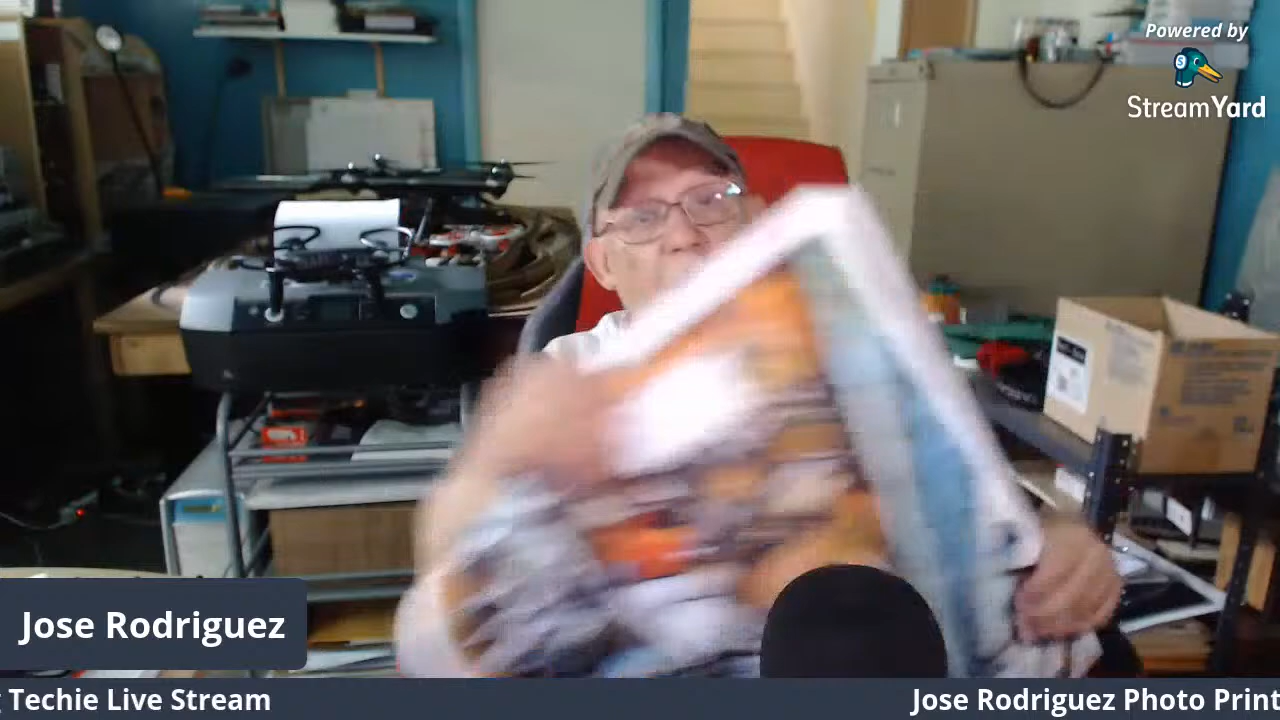 Powered by
StreamYard
Jose Rodriguez
Techie Live Stream
Jose Rodriguez Photo Print